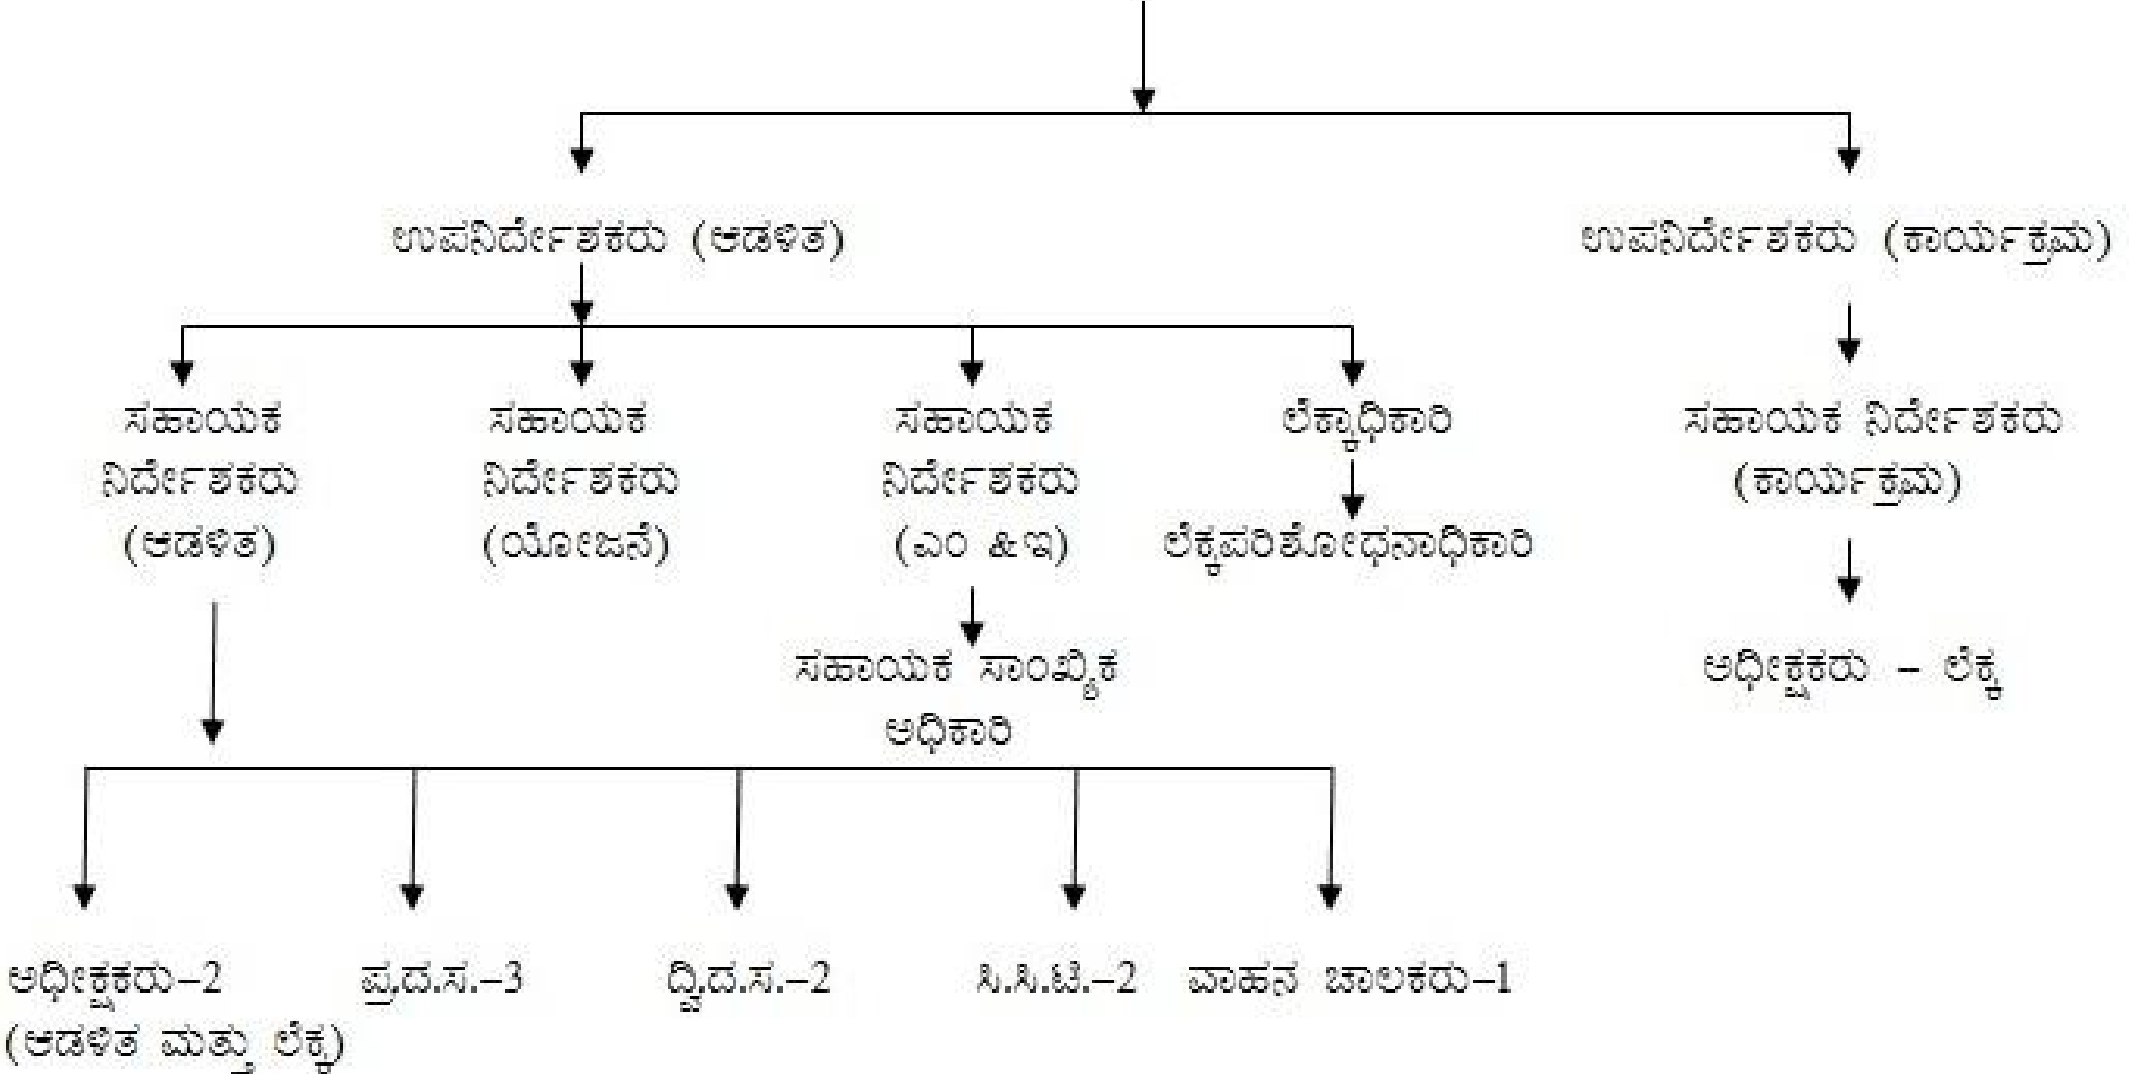 ಉಪನಿರ್ದೇಶಕರು (ಆಡಳಿತ)
ಉಪನಿರ್ದೇಶಕರು (ಕಾರ್ಯಕ್ರಮ)
ಸಹಾಯಕ
ನಿರ್ದೇಶಕರು
(ಆಡಳಿತ)
ಸಹಾಯಕ
ನಿರ್ದೇಶಕರು
(ಯೋಜನೆ)
ಸಹಾಯಕ
ನಿರ್ದೇಶಕರು
(ಎಂ &ಇ)
ಲೆಕ್ಕಾಧಿಕಾರಿ
ಲೆಕ್ಕಪರಿಶೋಧನಾಧಿಕಾರಿ
ಸಹಾಯಕ ನಿರ್ದೇಶಕರು
(ಕಾರ್ಯಕ್ರಮ)
ಸಹಾಯಕ ಸಾಂಖ್ಯಿಕ
ಅಧಿಕಾರಿ
ಅಧೀಕ್ಷಕರು – ಲೆಕ್ಕ
ಅಧೀಕ್ಷಕರು–2
(ಆಡಳಿತ ಮತ್ತು ಲೆಕ್ಕ)
ಪ್ರ.ದ.ಸ.–3
ದ್ವಿ.ದ.ಸ.–2
ಸಿ.ಸಿ.ಟಿ.–2
ವಾಹನ ಚಾಲಕರು–1